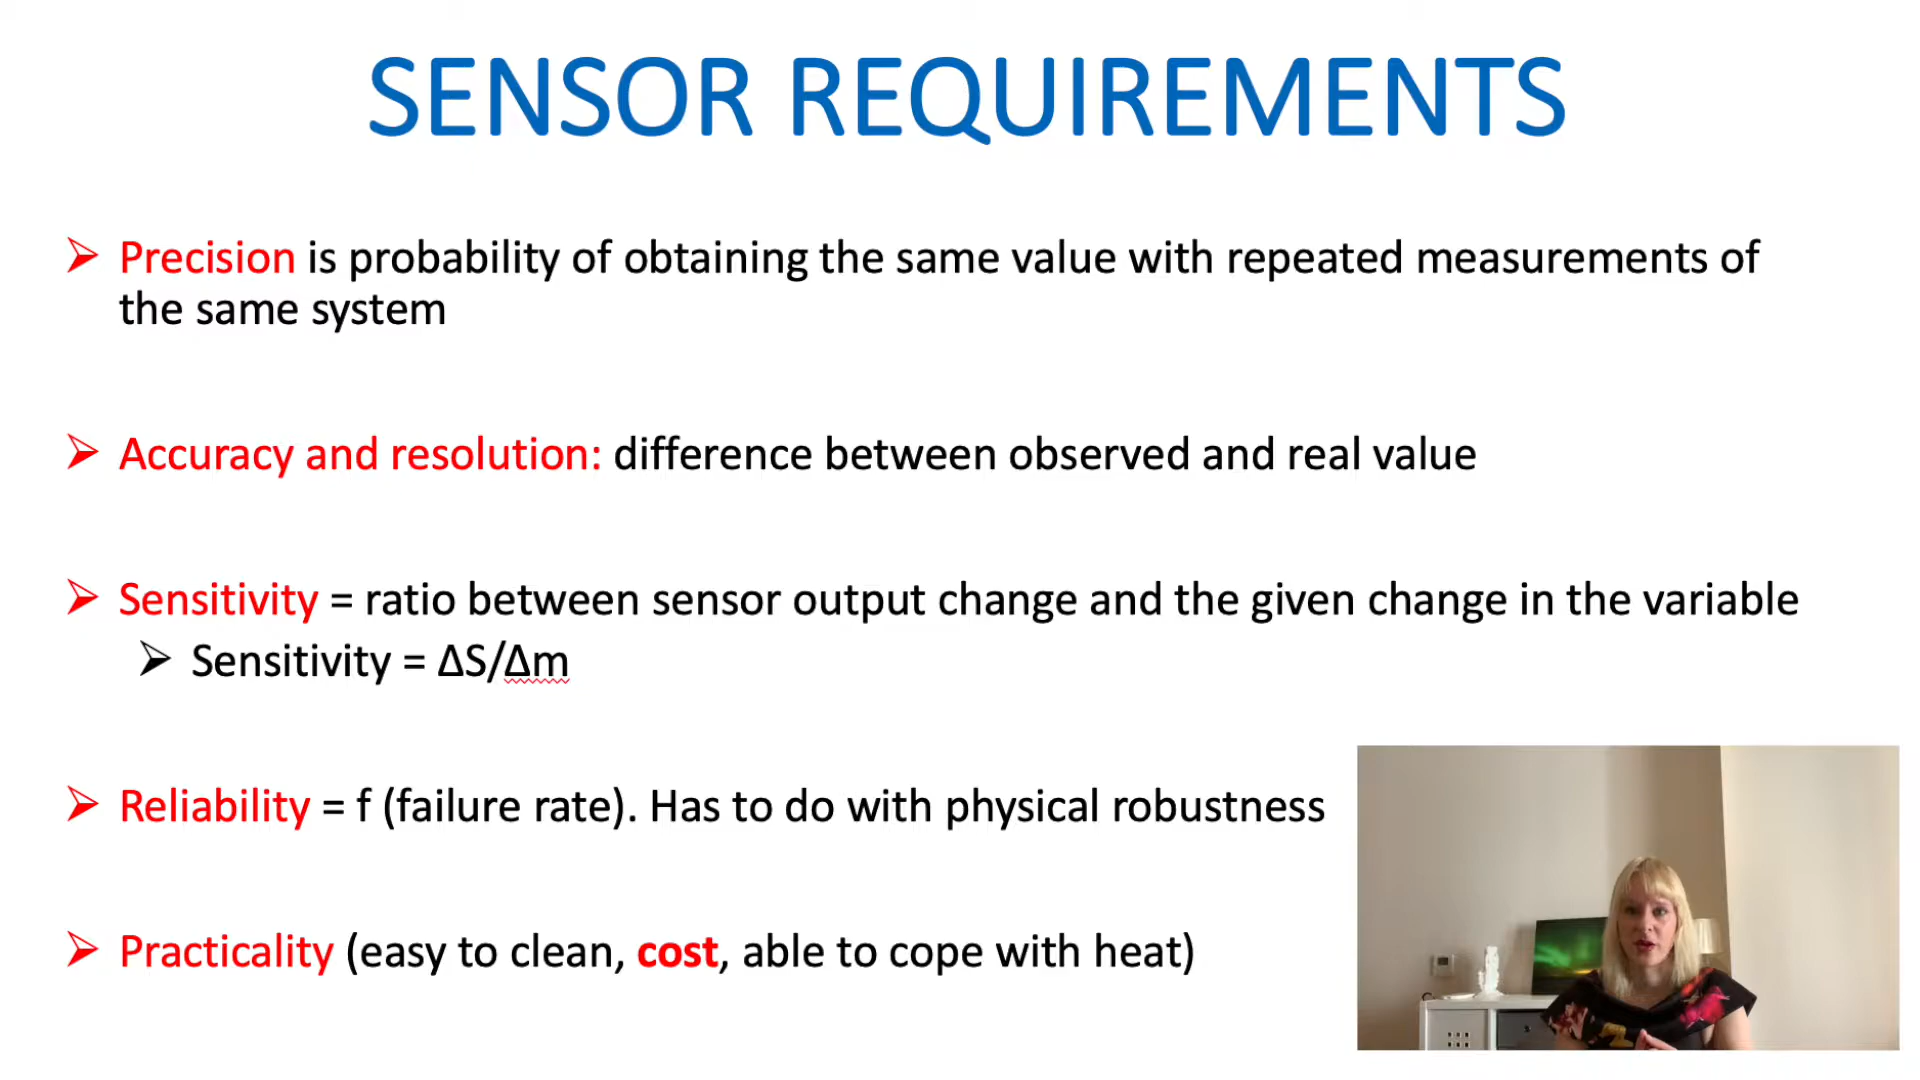 SENSOR REQUIREMENTS
➢ Precision is probability of obtaining the same value with repeated measurements of
the same system
➢ Accuracy and resolution: difference between observed and real value
➢ Sensitivity = ratio between sensor output change and the given change in the variable
➢ Sensitivity = ΔS/Δm
➢ Reliability = f (failure rate). Has to do with physical robustness
➢ Practicality (easy to clean, cost, able to cope with heat)